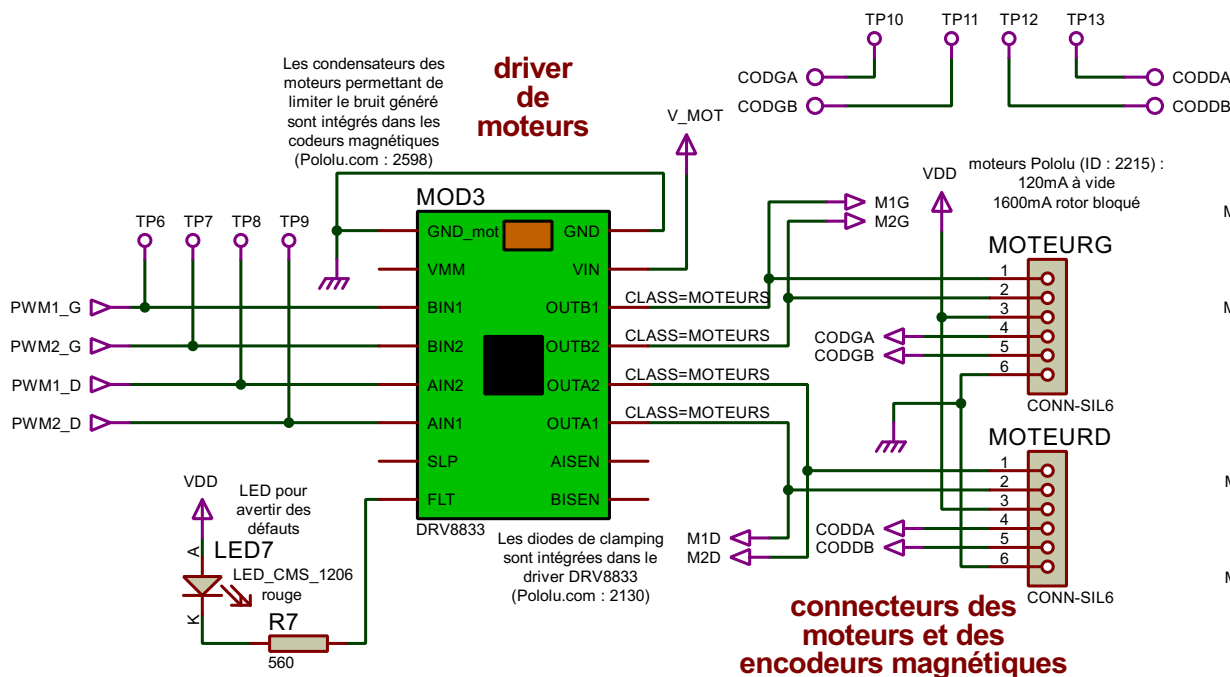 TP10
TP11
TP12
TP13
CODGA
CODGB
CODDA
CODDB
Les condensateurs des
moteurs permettant de
limiter le bruit généré
sont intégrés dans les
codeurs magnétiques
(Pololu.com : 2598)
driver
de
moteurs
V_MOT
moteurs Pololu (ID : 2215) :
120mA à vide
1600mA rotor bloqué
VDD
M1G
M2G
MOD3
TP6
TP7
TP8
TP9
GND_mot
GND
VMM
VIN
PWM1_G
BIN1
OUTB1
CLASS=MOTEURS
PWM2_G
BIN2
OUTB2
CLASS=MOTEURS
PWM1_D
AIN2
OUTA2
CLASS=MOTEURS
PWM2_D
AIN1
OUTA1
CLASS=MOTEURS
SLP
AISEN
FLT
BISEN
DRV8833
MOTEURG
1
2
3
4
5
6
CODGA
CODGB
CONN-SIL6
MOTEURD
1
2
3
4
5
6
CODDA
CODDB
CONN-SIL6
M1D
M2D
VDD
LED pour
avertir des
défauts
A
LED7
LED_CMS_1206
rouge
K
R7
560
Les diodes de clamping
sont intégrées dans le
driver DRV8833
(Pololu.com : 2130)
connecteurs des
moteurs et des
encodeurs magnétiques